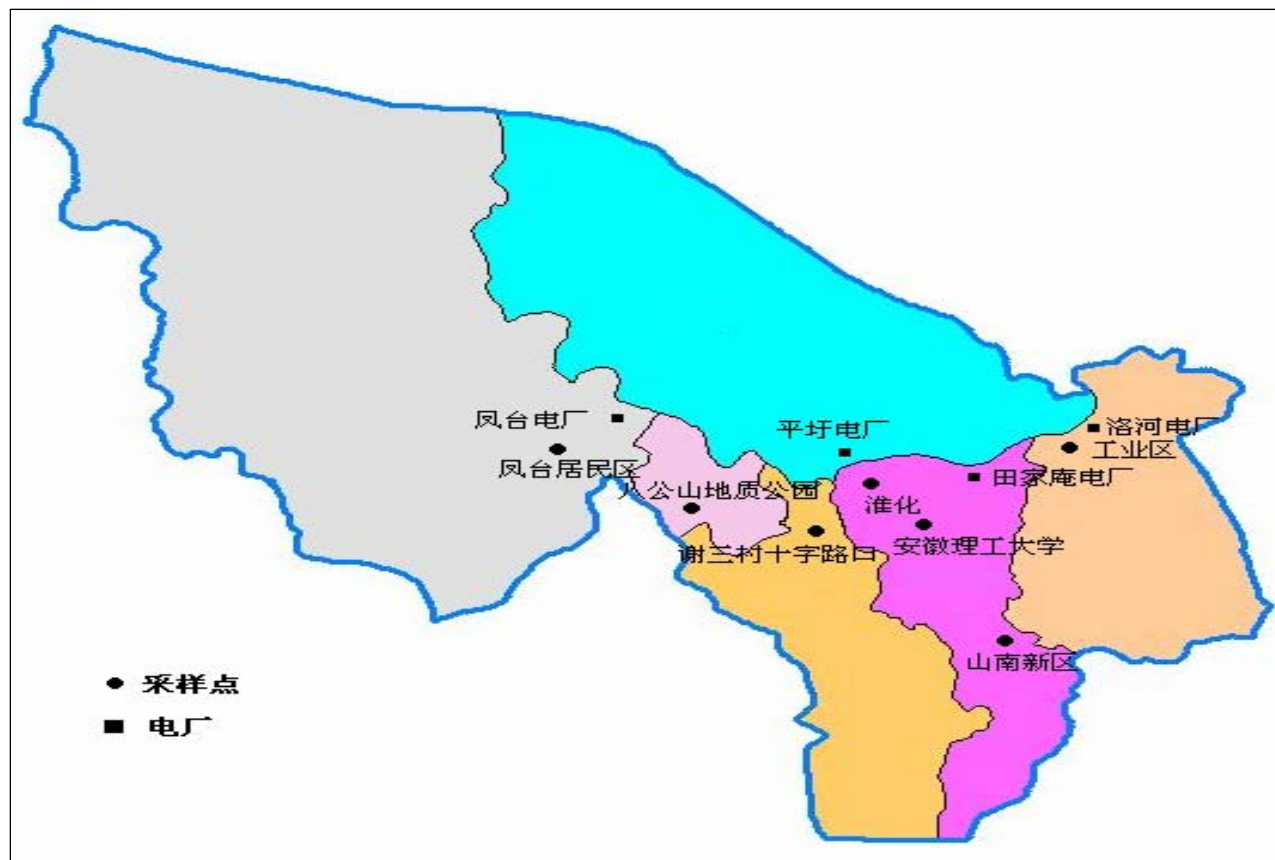 凤台电厂
凤台居民区
八公山地质公园
平圩电厂
洛河电厂
工业区
淮化
田家庵电厂
谢三村十字路口
安徽理工大学
山南新区
采样点
电厂